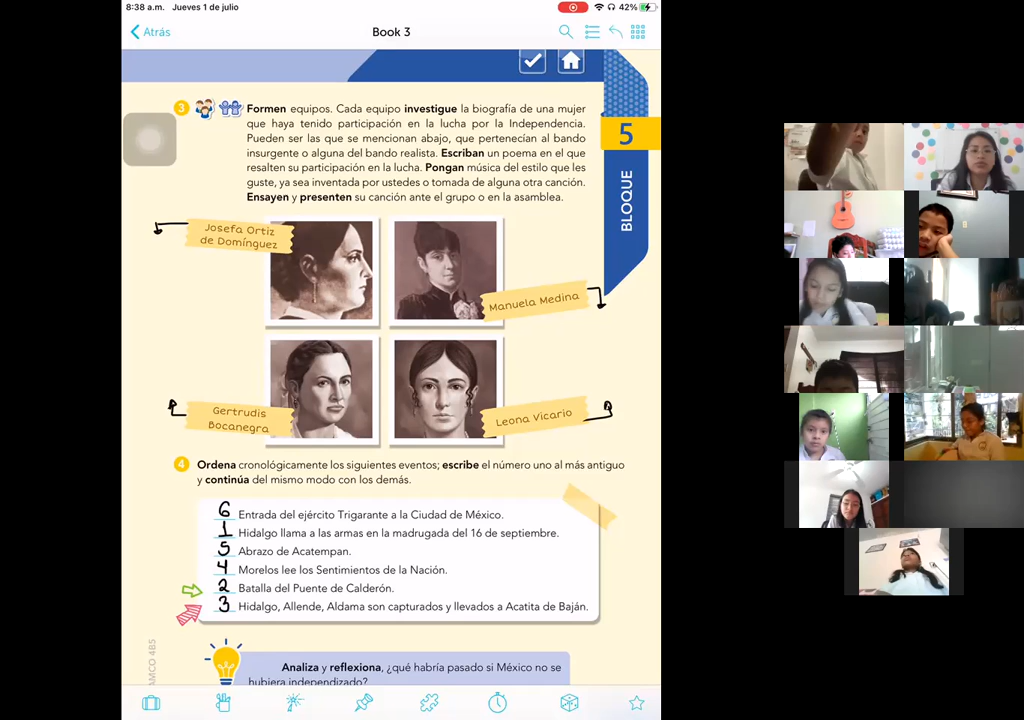 8:38 a.m. Jueves 1 de julio
42%
Atrás
Book 3
3
Formen equipos. Cada equipo investigue la biografía de una mujer
que haya tenido participación en la lucha por la Independencia.
Pueden ser las que se mencionan abajo, que pertenecían al bando
insurgente o alguna del bando realista. Escriban un poema en el que
resalten su participación en la lucha. Pongan música del estilo que les
guste, ya sea inventada por ustedes o tomada de alguna otra canción.
Ensayen y presenten su canción ante el grupo o en la asamblea.
5
BLOQUE
Josefa Ortiz
de Domínguez
Manuela Medina
Gertrudis
Bocanegra
Leona Vicario
4
Ordena cronológicamente los siguientes eventos; escribe el número uno al más antiguo
y continúa del mismo modo con los demás.
6 Entrada del ejército Trigarante a la Ciudad de México.
1 Hidalgo llama a las armas en la madrugada del 16 de septiembre.
5 Abrazo de Acatempan.
4 Morelos lee los Sentimientos de la Nación.
2 Batalla del Puente de Calderón.
3 Hidalgo, Allende, Aldama son capturados y llevados a Acatita de Baján.
AMCO 4B5
Analiza y reflexiona, ¿qué habría pasado si México no se
hubiera independizado?